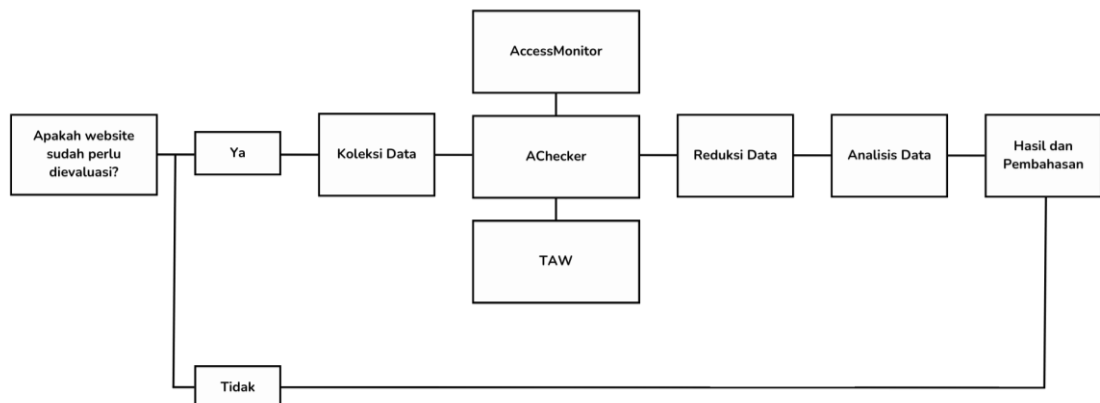 AccessMonitor
Apakah website
sudah perlu
dievaluasi?
Ya
Koleksi Data
AChecker
Reduksi Data
Analisis Data
Hasil dan
Pembahasan
TAW
Tidak